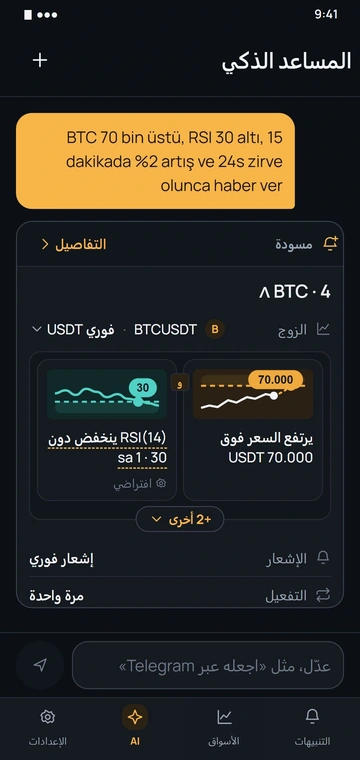 9:41
المساعد الذكي
BTC 70 bin üstü, RSI 30 altı, 15
dakikada %2 artış ve 24s zirve
olunca haber ver
مسودة
التفاصيل
٨ BTC · 4
الزوج
B BTCUSDT · فوري USDT
70.000
و
30
يرتفع السعر فوق
70.000 USDT
RSI(14) ينخفض دون
30 · 1 sa
افتراضي
+2 أخرى
الإشعار
إشعار فوري
التفعيل
مرة واحدة
عدّل، مثل «اجعله عبر Telegram»
التنبيهات
الأسواق
AI
الإعدادات